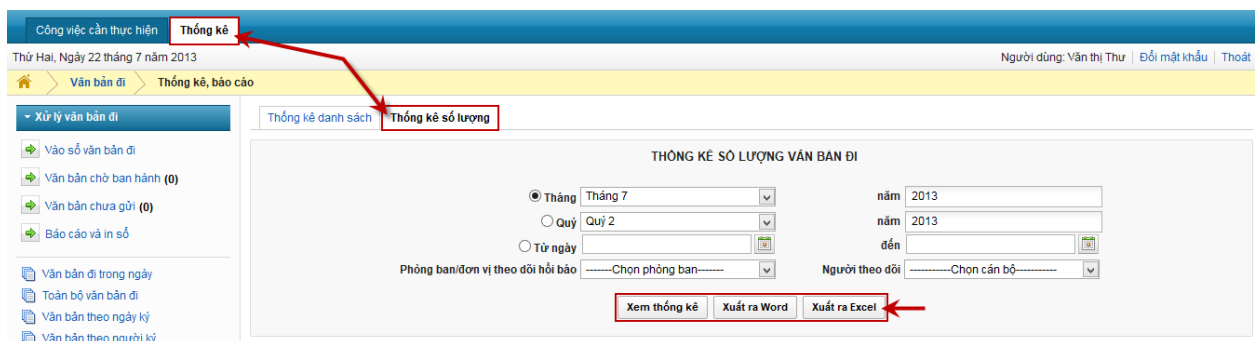 Công việc cần thực hiện Thống kê
Thứ Hai, Ngày 22 tháng 7 năm 2013 Người dùng: Văn thị Thư | Đổi mật khẩu | Thoát
Văn bản đi Thống kê, báo cáo
Xử lý văn bản đi
Thống kê danh sách Thống kê số lượng
Vào sổ văn bản đi
Văn bản chờ ban hành (0)
Văn bản chưa gửi (0)
Báo cáo và in sổ
Văn bản đi trong ngày
Toàn bộ văn bản đi
Văn bản theo ngày ký
Văn bản theo người ký
THỐNG KÊ SỐ LƯỢNG VĂN BẢN ĐI
Tháng Tháng 7 năm 2013
Quý Quý 2 năm 2013
Từ ngày đến
Phòng ban/đơn vị theo dõi hồi báo -------Chọn phòng ban------- Người theo dõi -----------Chọn cán bộ-----------
Xem thống kê Xuất ra Word Xuất ra Excel